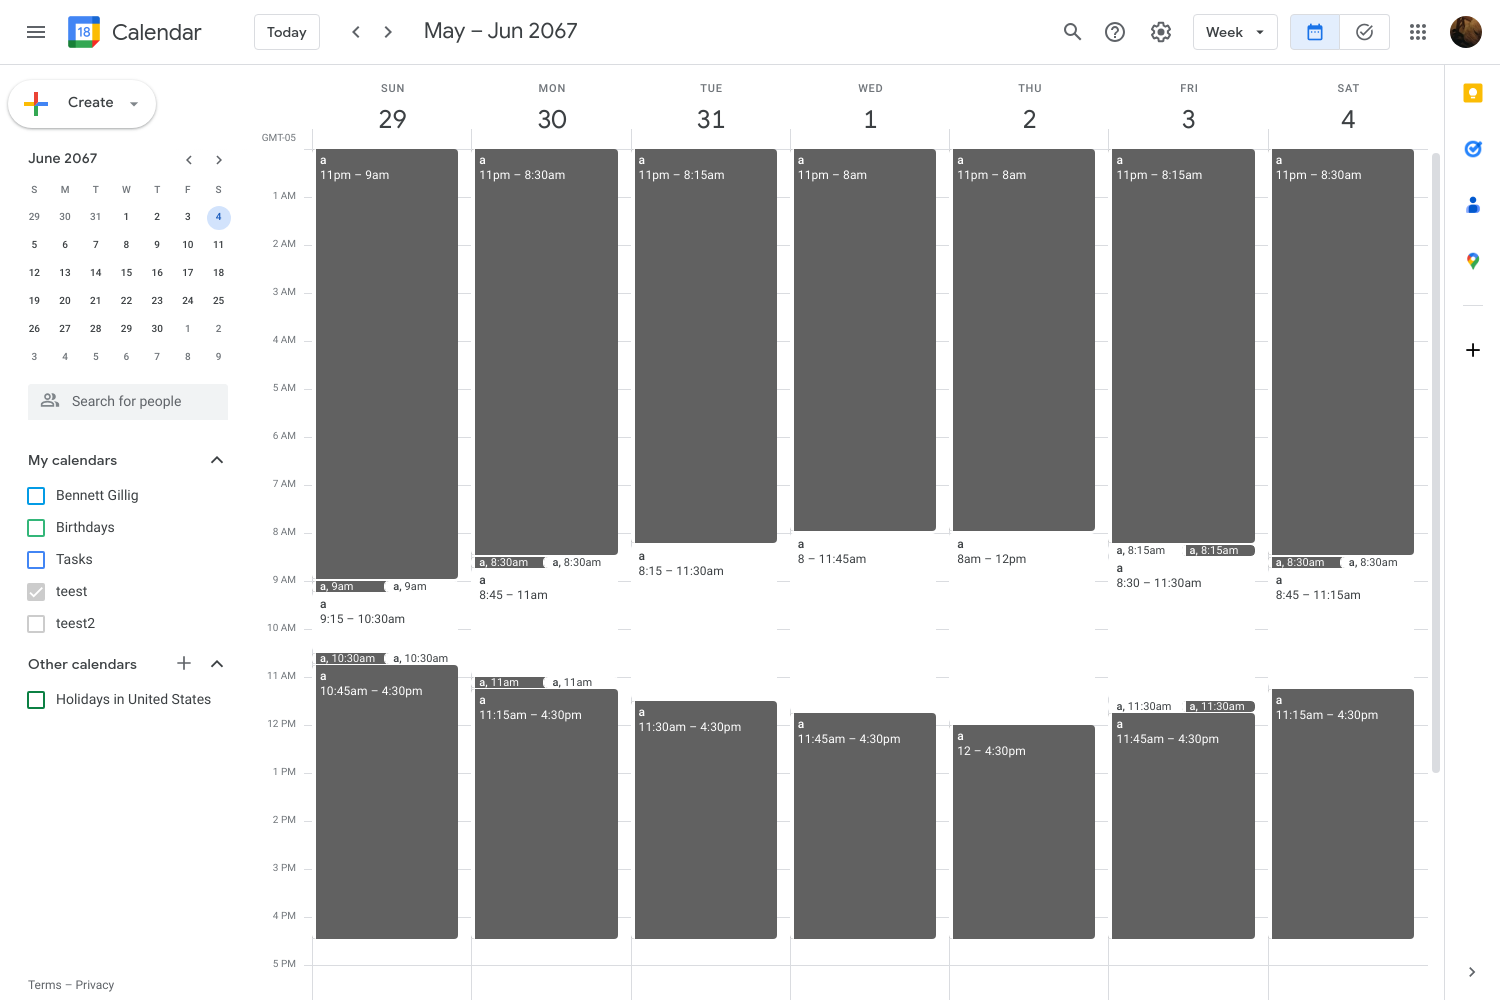 18 Calendar
Today
May – Jun 2067
Week
Create
June 2067
S M T W T F S
29 30 31 1 2 3 4
5 6 7 8 9 10 11
12 13 14 15 16 17 18
19 20 21 22 23 24 25
26 27 28 29 30 1 2
3 4 5 6 7 8 9
Search for people
My calendars
Bennett Gillig
Birthdays
Tasks
teest
teest2
Other calendars
Holidays in United States
Terms – Privacy
GMT-05
SUN MON TUE WED THU FRI SAT
29 30 31 1 2 3 4
1 AM
2 AM
3 AM
4 AM
5 AM
6 AM
7 AM
8 AM
9 AM
10 AM
11 AM
12 PM
1 PM
2 PM
3 PM
4 PM
5 PM
a
11pm – 9am
a, 9am
a, 9am
a
9:15 – 10:30am
a, 10:30am
a, 10:30am
a
10:45am – 4:30pm
a
11pm – 8:30am
a, 8:30am
a, 8:30am
a
8:45 – 11am
a, 11am
a, 11am
a
11:15am – 4:30pm
a
11pm – 8:15am
a
8:15 – 11:30am
a
11:30am – 4:30pm
a
11pm – 8am
a
8 – 11:45am
a
11:45am – 4:30pm
a
11pm – 8am
a
8am – 12pm
a
12 – 4:30pm
a
11pm – 8:15am
a, 8:15am
a, 8:15am
a
8:30 – 11:30am
a, 11:30am
a, 11:30am
a
11:45am – 4:30pm
a
11pm – 8:30am
a, 8:30am
a, 8:30am
a
8:45 – 11:15am
a
11:15am – 4:30pm